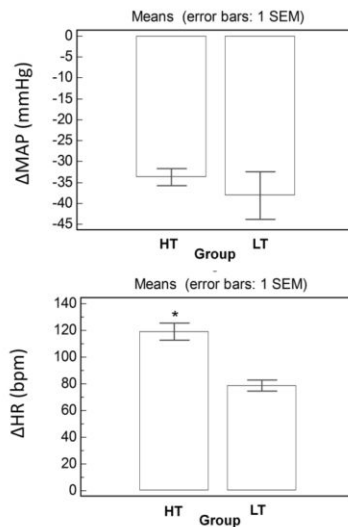 Means (error bars: 1 SEM)
0
-5
-10
-15
-20
-25
-30
-35
-40
-45
ΔMAP (mmHg)
HT LT
Group
Means (error bars: 1 SEM)
140
120
100
80
60
40
20
0
ΔHR (bpm)
*
HT LT
Group